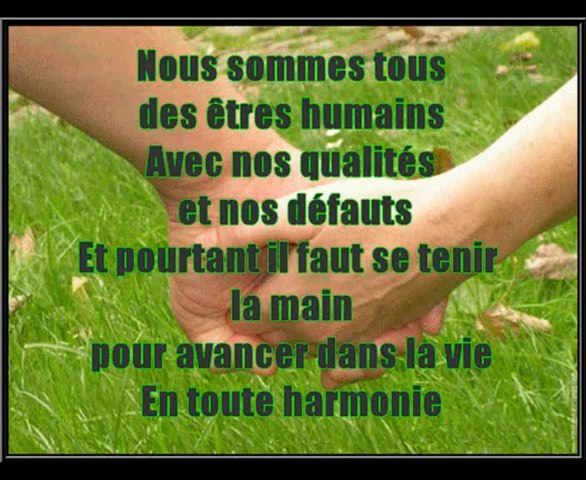 Nous sommes tous
des êtres humains
Avec nos qualités
et nos défauts
Et pourtant il faut se tenir
la main
pour avancer dans la vie
En toute harmonie